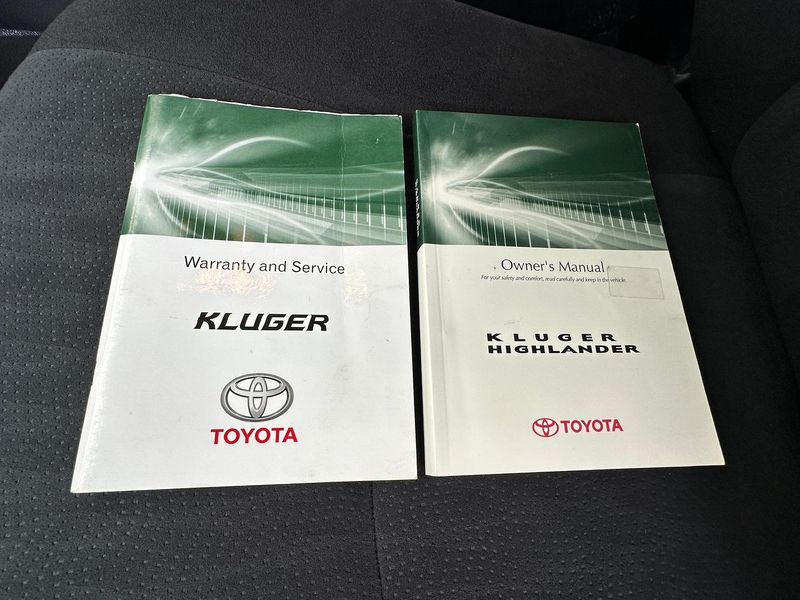 Warranty and Service
KLUGER
TOYOTA
Owner's Manual
For your safety and comfort, read carefully and keep in the vehicle.
KLUGER
HIGHLANDER
TOYOTA